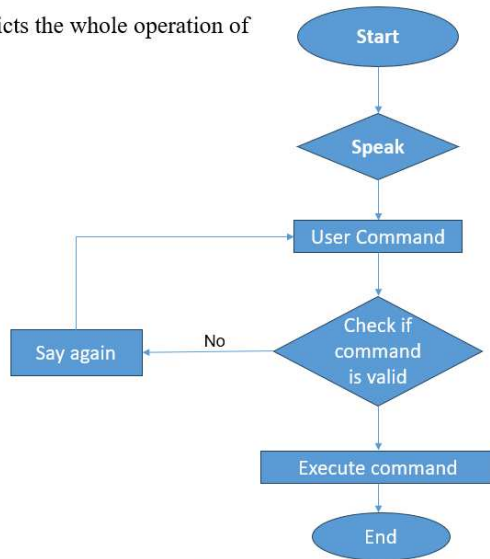 icts the whole operation of
Start
Speak
User Command
Check if
command
is valid
No
Say again
Execute command
End